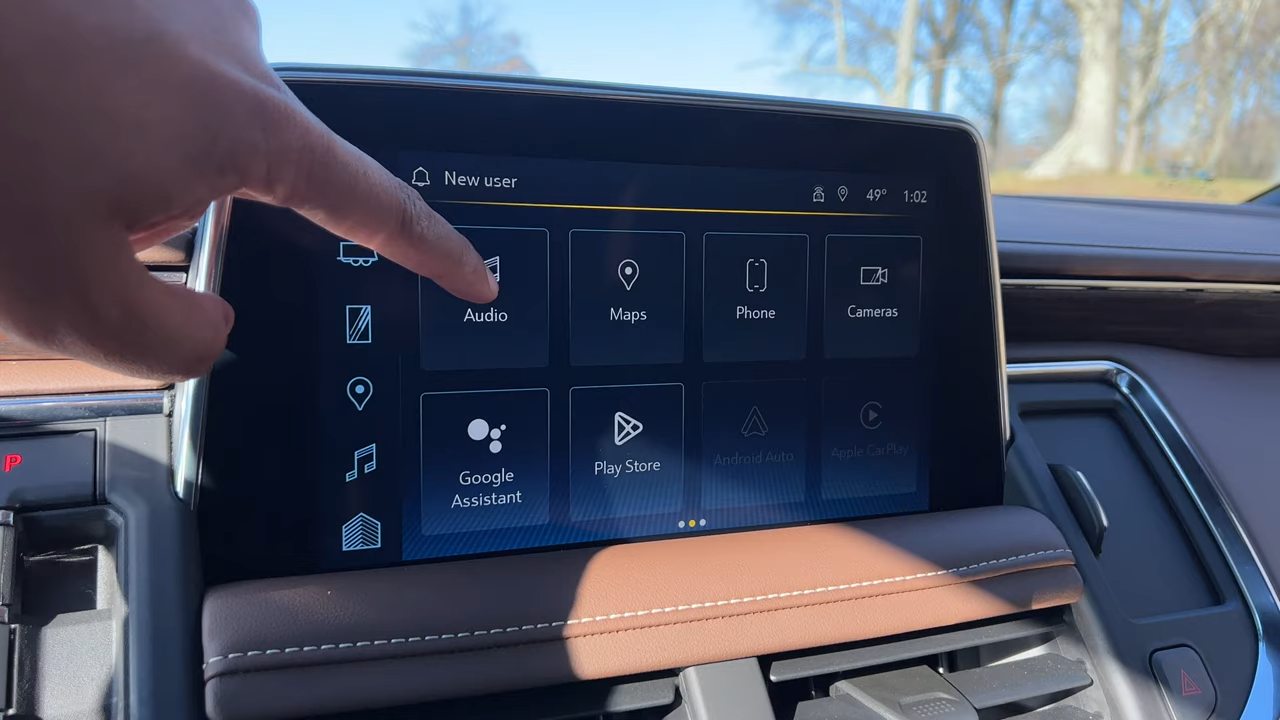 New user
49° 1:02
Audio
Maps
Phone
Cameras
Google
Assistant
Play Store
Android Auto
Apple CarPlay
P